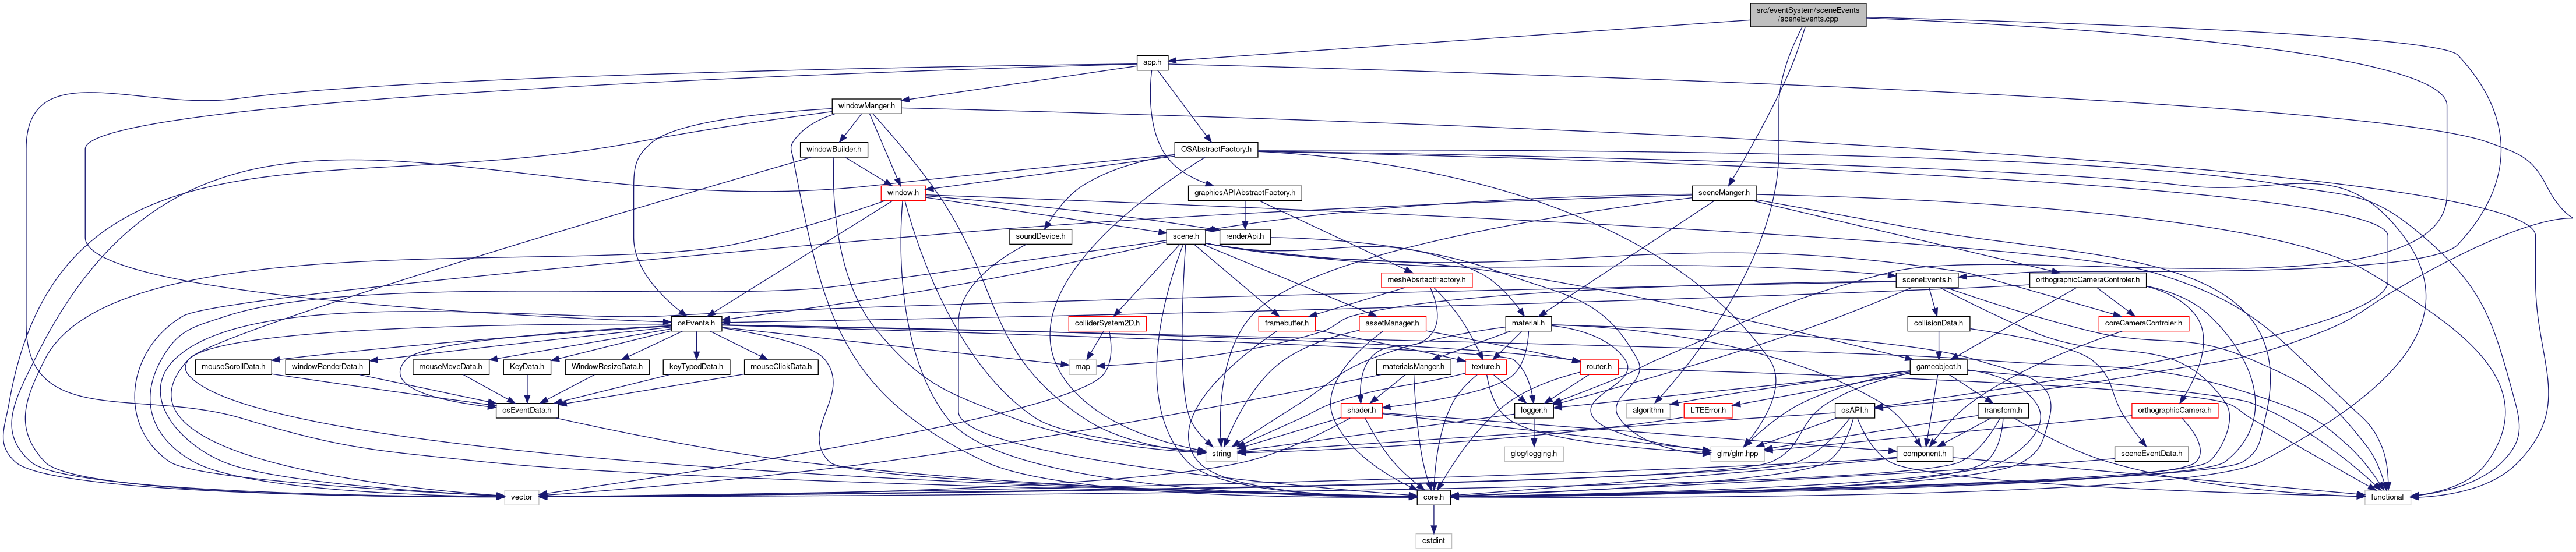 src/eventSystem/sceneEvents
/sceneEvents.cpp
app.h
windowManger.h
windowBuilder.h
OSAbstractFactory.h
window.h
graphicsAPIAbstractFactory.h
sceneManger.h
soundDevice.h
scene.h
renderApi.h
meshAbsrtactFactory.h
sceneEvents.h
orthographicCameraControler.h
osEvents.h
colliderSystem2D.h
framebuffer.h
assetManager.h
material.h
collisionData.h
coreCameraControler.h
mouseScrollData.h
windowRenderData.h
mouseMoveData.h
KeyData.h
WindowResizeData.h
keyTypedData.h
mouseClickData.h
map
materialsManger.h
texture.h
router.h
gameobject.h
osEventData.h
shader.h
logger.h
algorithm
LTEError.h
osAPI.h
transform.h
orthographicCamera.h
string
glog/logging.h
glm/glm.hpp
component.h
sceneEventData.h
vector
core.h
functional
cstdint